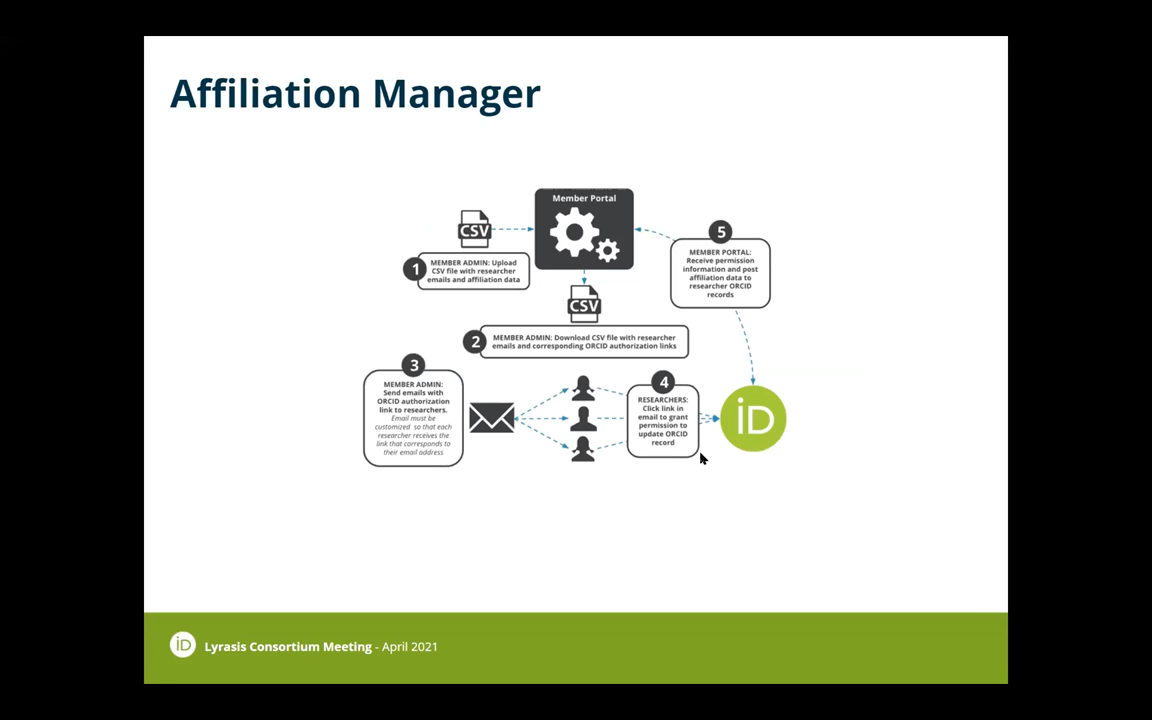 Affiliation Manager
Member Portal
CSV
1
MEMBER ADMIN: Upload
CSV file with researcher
emails and affiliation data
CSV
2
MEMBER ADMIN: Download CSV file with researcher
emails and corresponding ORCID authorization links
3
MEMBER ADMIN:
Send emails with
ORCID authorization
link to researchers.
Email must be
customized so that each
researcher receives the
link that corresponds to
their email address
4
RESEARCHERS:
Click link in
email to grant
permission to
update ORCID
record
iD
5
MEMBER PORTAL:
Receive permission
information and post
affiliation data to
researcher ORCID
records
iD
Lyrasis Consortium Meeting - April 2021